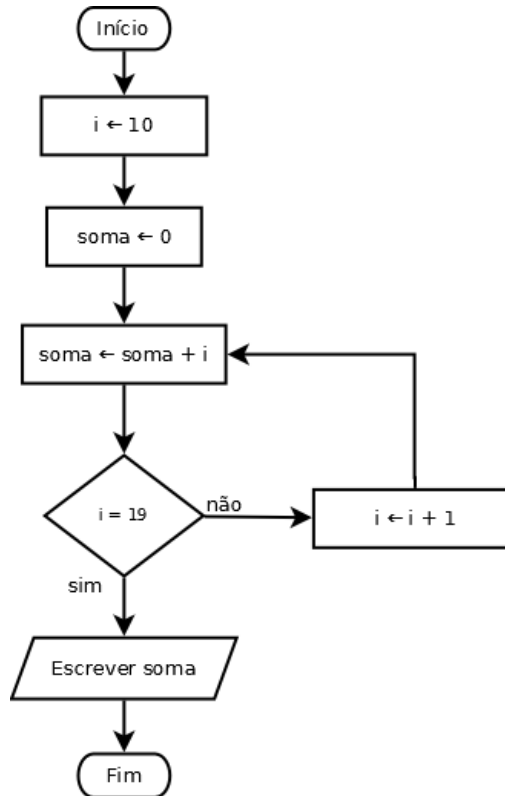 Início
i ← 10
soma ← 0
soma ← soma + i
i = 19
não
i ← i + 1
sim
Escrever soma
Fim